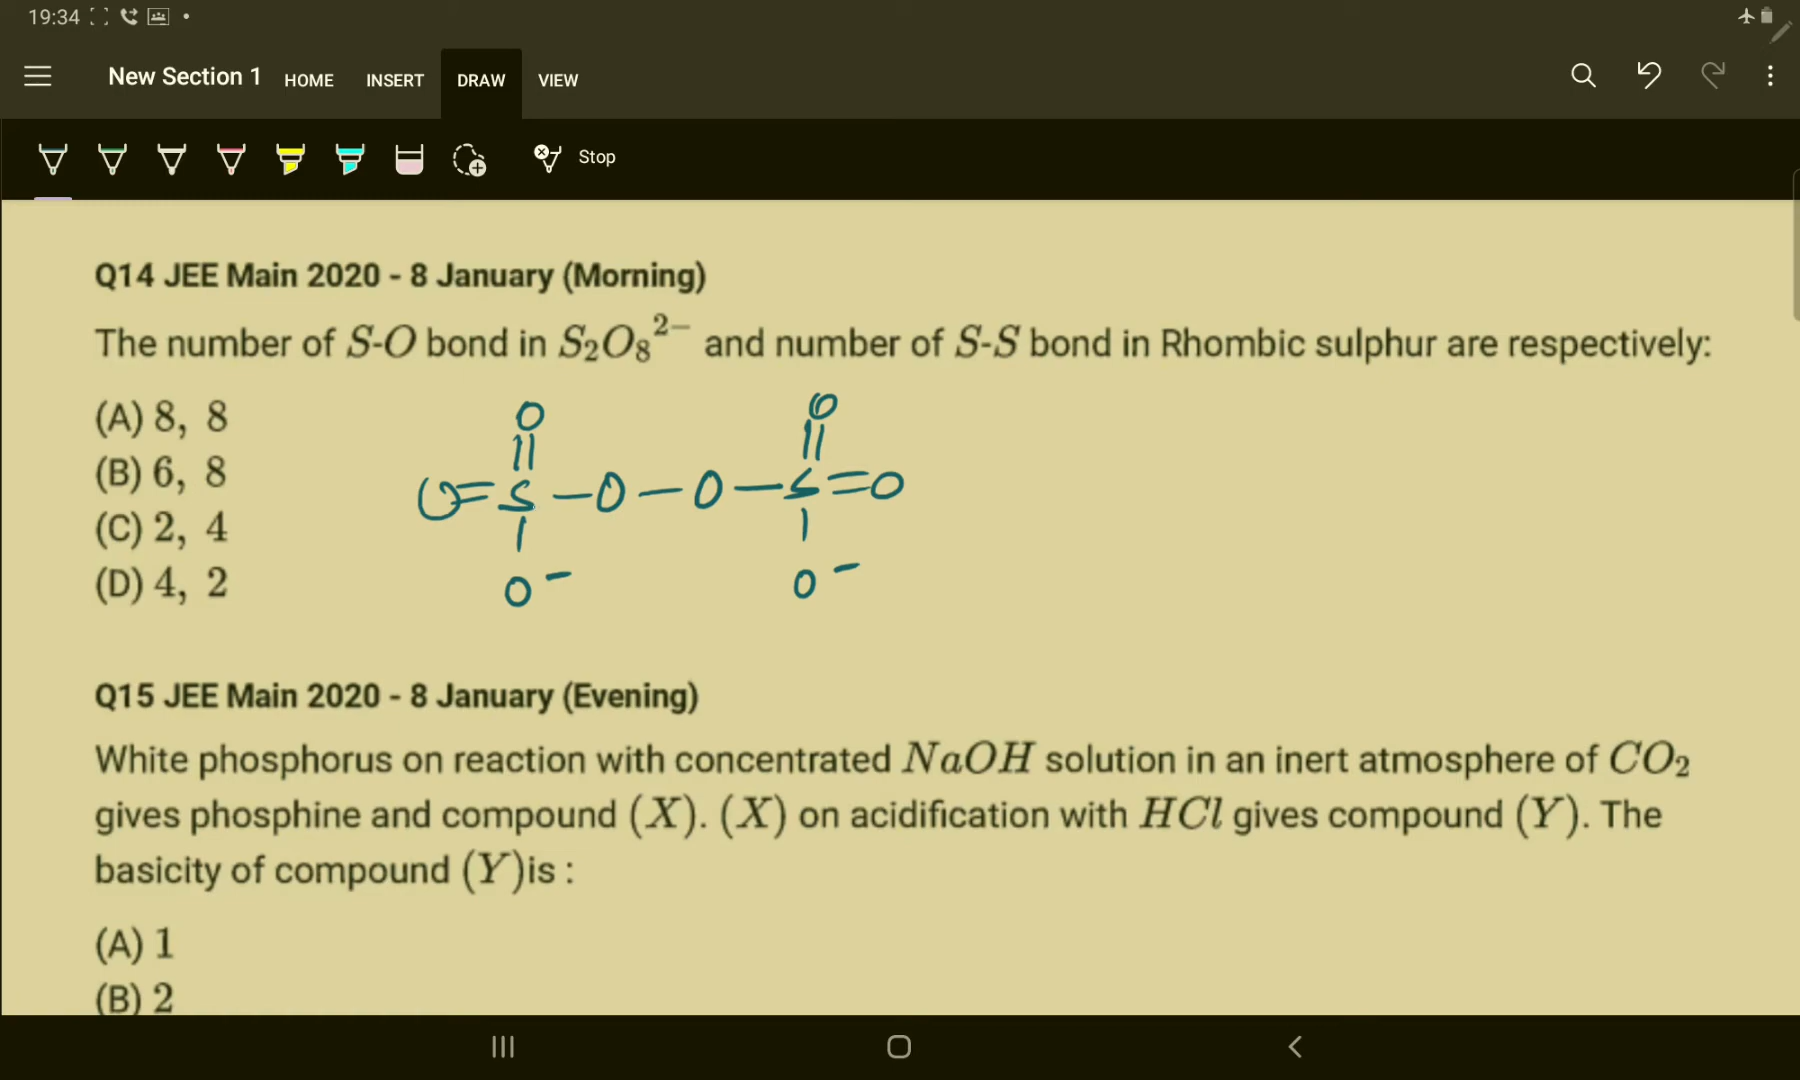 19:34
New Section 1 HOME INSERT DRAW VIEW
Stop
Q14 JEE Main 2020 - 8 January (Morning)
The number of S-O bond in S₂O₈²⁻ and number of S-S bond in Rhombic sulphur are respectively:
(A) 8, 8
(B) 6, 8
(C) 2, 4
(D) 4, 2
O O
O=S-O-O-S=O
O⁻ O⁻
Q15 JEE Main 2020 - 8 January (Evening)
White phosphorus on reaction with concentrated NaOH solution in an inert atmosphere of CO₂
gives phosphine and compound (X). (X) on acidification with HCl gives compound (Y). The
basicity of compound (Y)is :
(A) 1
(B) 2